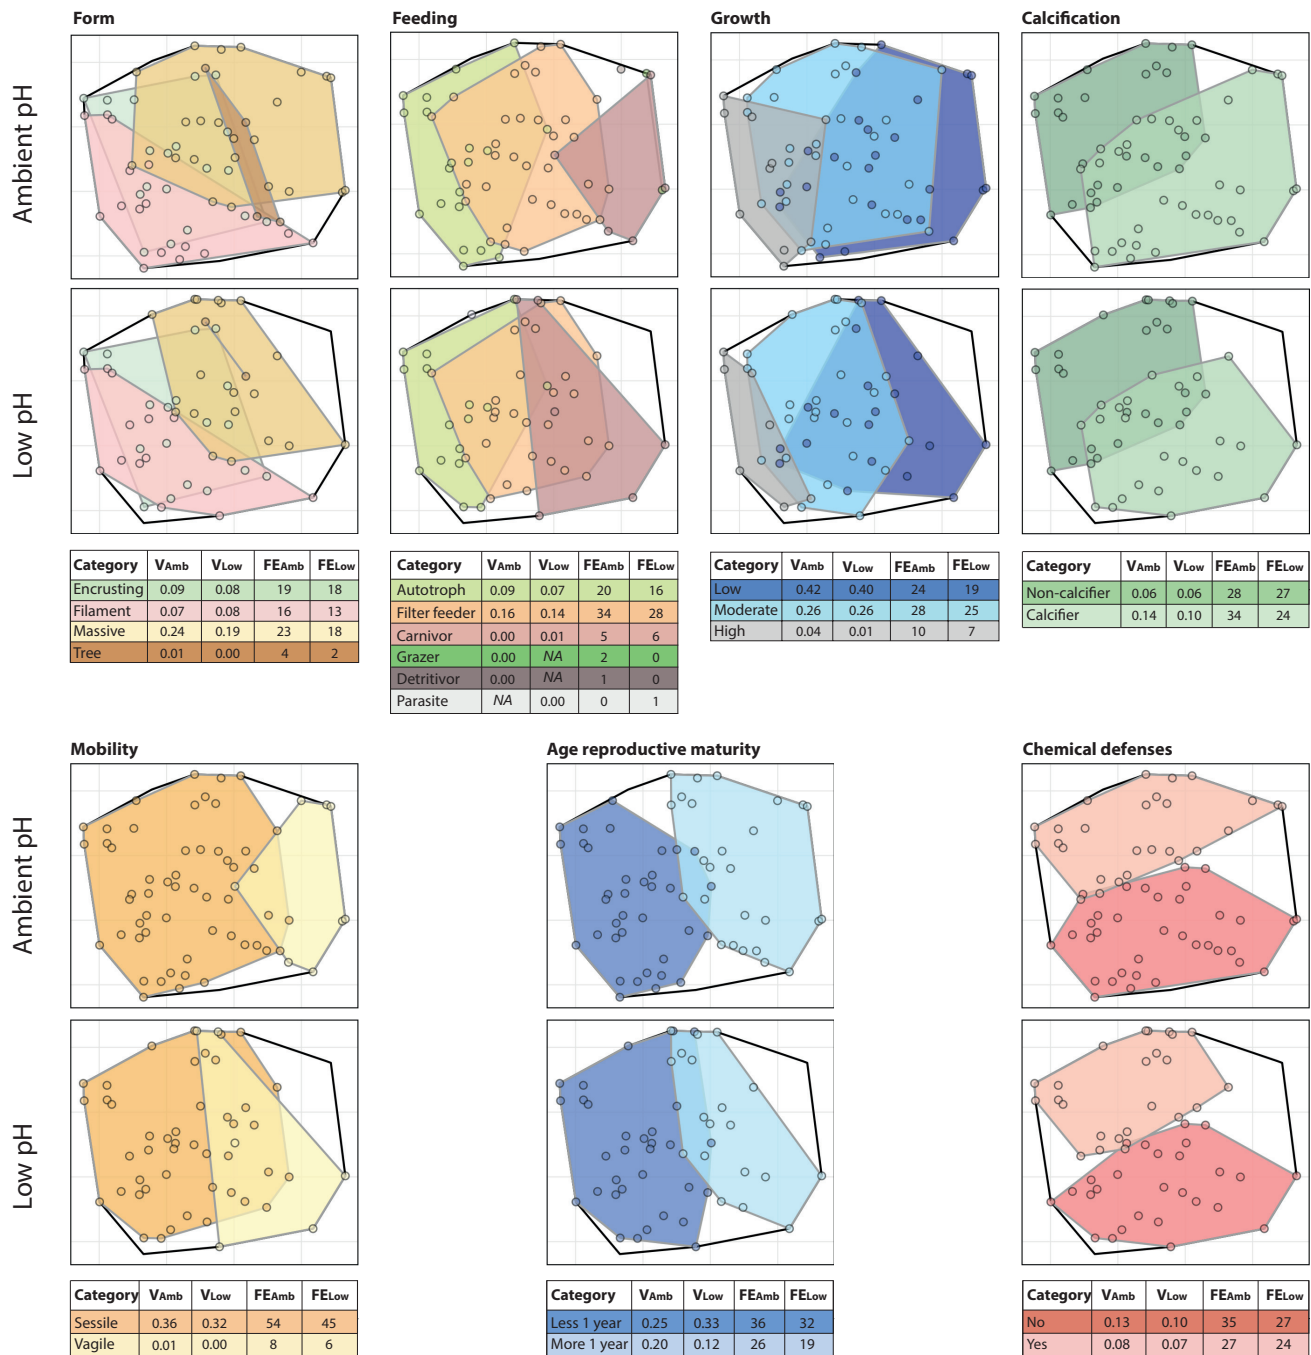 Form Feeding Growth Calcification
Ambient pH
Low pH
Category VAmb VLow FEAmb FELow
Encrusting 0.09 0.08 19 18
Filament 0.07 0.08 16 13
Massive 0.24 0.19 23 18
Tree 0.01 0.00 4 2
Category VAmb VLow FEAmb FELow
Autotroph 0.09 0.07 20 16
Filter feeder 0.16 0.14 34 28
Carnivor 0.00 0.01 5 6
Grazer 0.00 NA 2 0
Detritivor 0.00 NA 1 0
Parasite NA 0.00 0 1
Category VAmb VLow FEAmb FELow
Low 0.42 0.40 24 19
Moderate 0.26 0.26 28 25
High 0.04 0.01 10 7
Category VAmb VLow FEAmb FELow
Non-calcifier 0.06 0.06 28 27
Calcifier 0.14 0.10 34 24
Mobility Age reproductive maturity Chemical defenses
Ambient pH
Low pH
Category VAmb VLow FEAmb FELow
Sessile 0.36 0.32 54 45
Vagile 0.01 0.00 8 6
Category VAmb VLow FEAmb FELow
Less 1 year 0.25 0.33 36 32
More 1 year 0.20 0.12 26 19
Category VAmb VLow FEAmb FELow
No 0.13 0.10 35 27
Yes 0.08 0.07 27 24